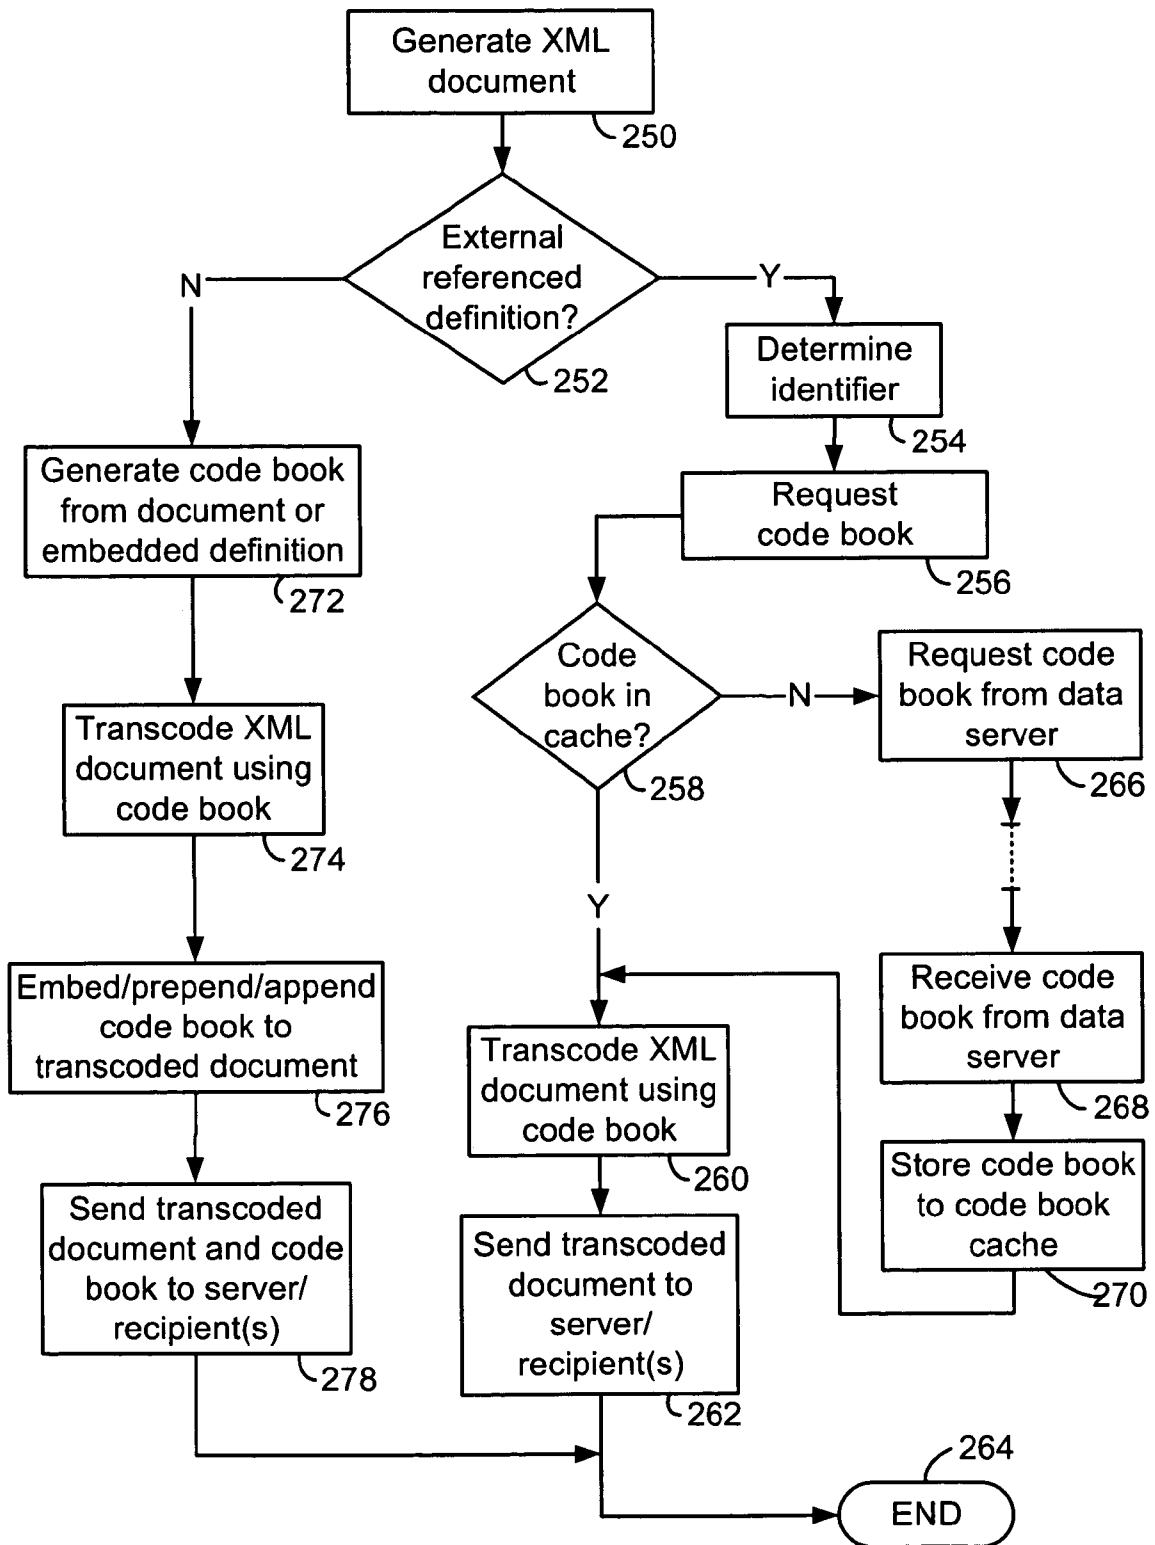 Generate XML
document
250
External
referenced
definition?
252
N
Y
Determine
identifier
254
Request
code book
256
Generate code book
from document or
embedded definition
272
Code
book in
cache?
258
N
Request code
book from data
server
266
Transcode XML
document using
code book
274
Y
Receive code
book from data
server
268
Embed/prepend/append
code book to
transcoded document
276
Transcode XML
document using
code book
260
Store code book
to code book
cache
270
Send transcoded
document and code
book to server/
recipient(s)
278
Send transcoded
document to
server/
recipient(s)
262
264
END